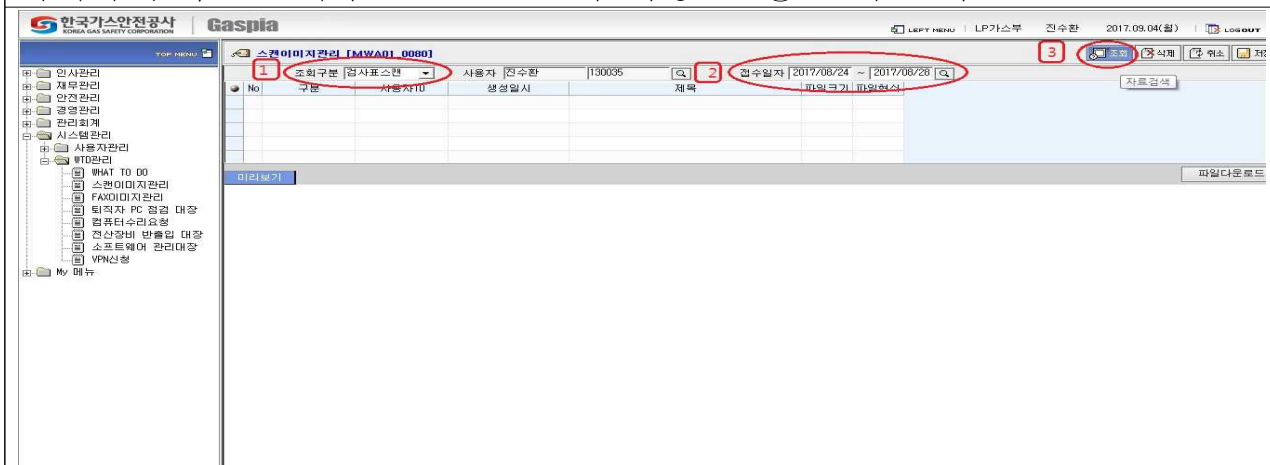 한국가스안전공사
KOREA GAS SAFETY CORPORATION
Gaspia
LEFT MENU | LP가스부 진수환 2017.09.04(월) | LOGOUT
TOP MENU
스캔이미지관리 [MWA01_0080]
3 조회 삭제 취소
1 조회구분 검사표스캔 사용자 진수환 130035 2 접수일자 2017/08/24 ~ 2017/08/28
자료검색
No 구분 사용자ID 생성일시 제목 파일크기 파일형식
미리보기 파일다운로드
인사관리
재무관리
안전관리
경영관리
관리회계
시스템관리
사용자관리
WTD관리
WHAT TO DO
스캔이미지관리
FAX이미지관리
퇴직자 PC 점검 대장
컴퓨터수리요청
전산장비 반출입 대장
소프트웨어 관리대장
VPN신청
My 메뉴